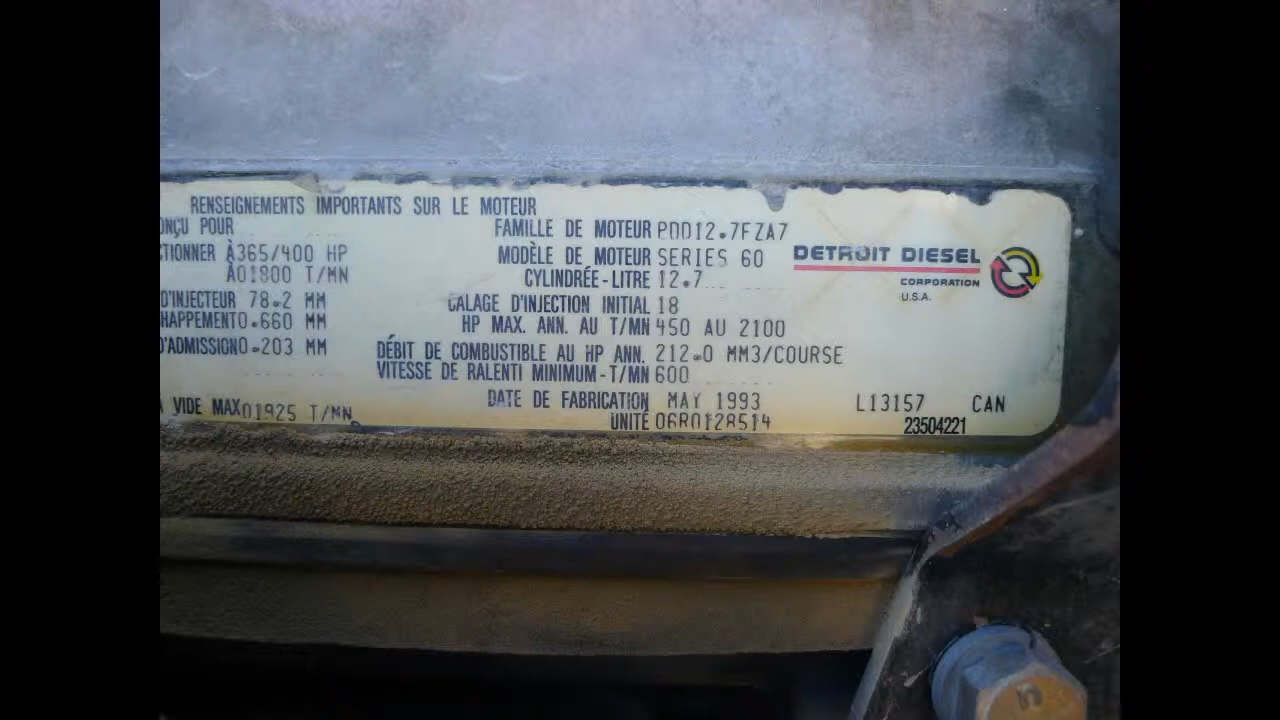 RENSEIGNEMENTS IMPORTANTS SUR LE MOTEUR
POUR
À365/400 HP
À01800 T/MN
D'INJECTEUR 78.2 MM
0.660 MM
D'ADMISSION0.203 MM
VIDE MAX01925 T/MN
FAMILLE DE MOTEUR PDD12.7FZA7
MODÈLE DE MOTEUR SERIES 60
CYLINDRÉE-LITRE 12.7
CALAGE D'INJECTION INITIAL 18
HP MAX. ANN. AU T/MN 450 AU 2100
DÉBIT DE COMBUSTIBLE AU HP ANN. 212.0 MM3/COURSE
VITESSE DE RALENTI MINIMUM-T/MN 600
DATE DE FABRICATION MAY 1993
UNITÉ 06R0128514
DETROIT DIESEL
CORPORATION
U.S.A.
L13157 CAN
23504221